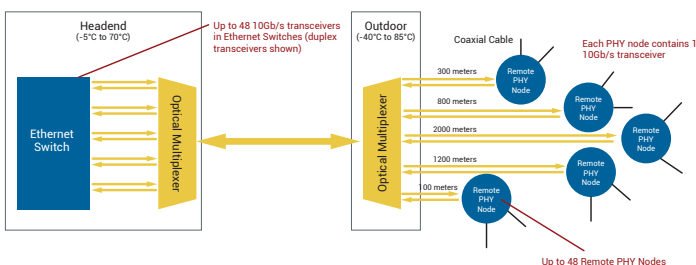 Headend
(-5°C to 70°C)
Up to 48 10Gb/s transceivers
in Ethernet Switches (duplex
transceivers shown)
Ethernet
Switch
Optical Multiplexer
Outdoor
(-40°C to 85°C)
Optical Multiplexer
Coaxial Cable
Each PHY node contains 1
10Gb/s transceiver
300 meters
Remote
PHY
Node
800 meters
Remote
PHY
Node
2000 meters
Remote
PHY
Node
1200 meters
Remote
PHY
Node
100 meters
Remote
PHY
Node
Up to 48 Remote PHY Nodes